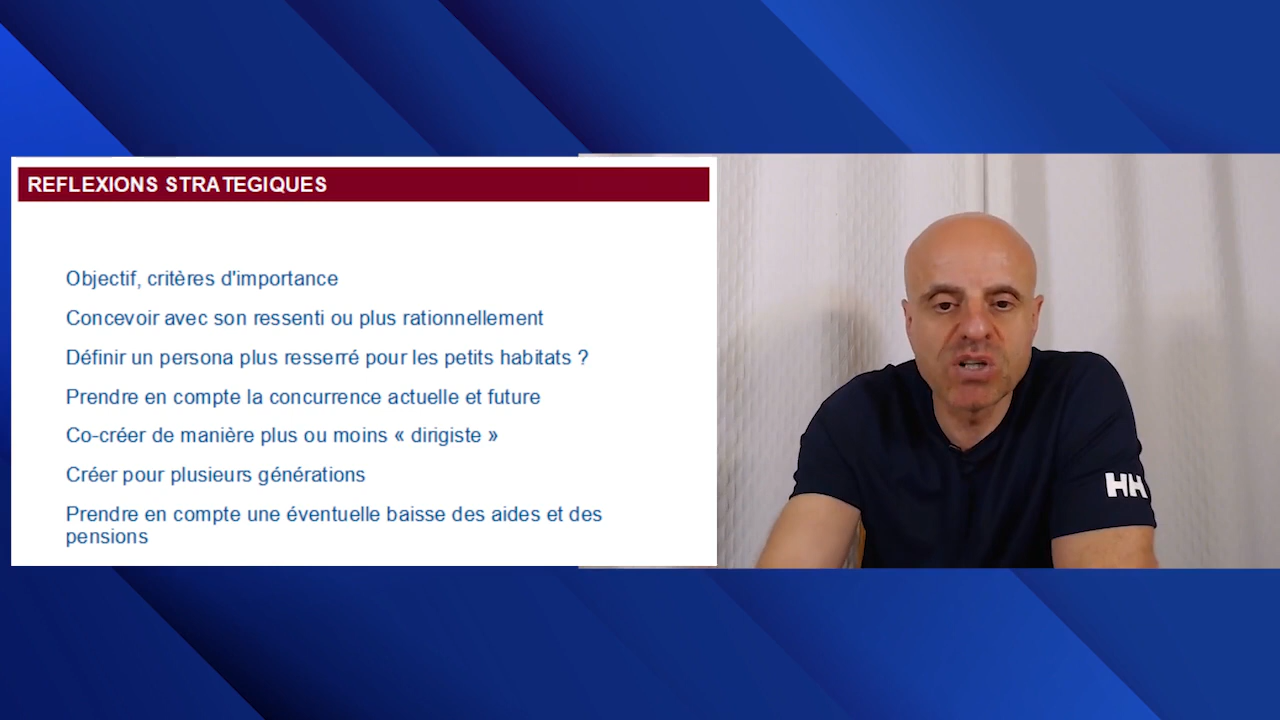 REFLEXIONS STRATEGIQUES
Objectif, critères d'importance
Concevoir avec son ressenti ou plus rationnellement
Définir un persona plus resserré pour les petits habitats ?
Prendre en compte la concurrence actuelle et future
Co-créer de manière plus ou moins « dirigiste »
Créer pour plusieurs générations
Prendre en compte une éventuelle baisse des aides et des
pensions
HH